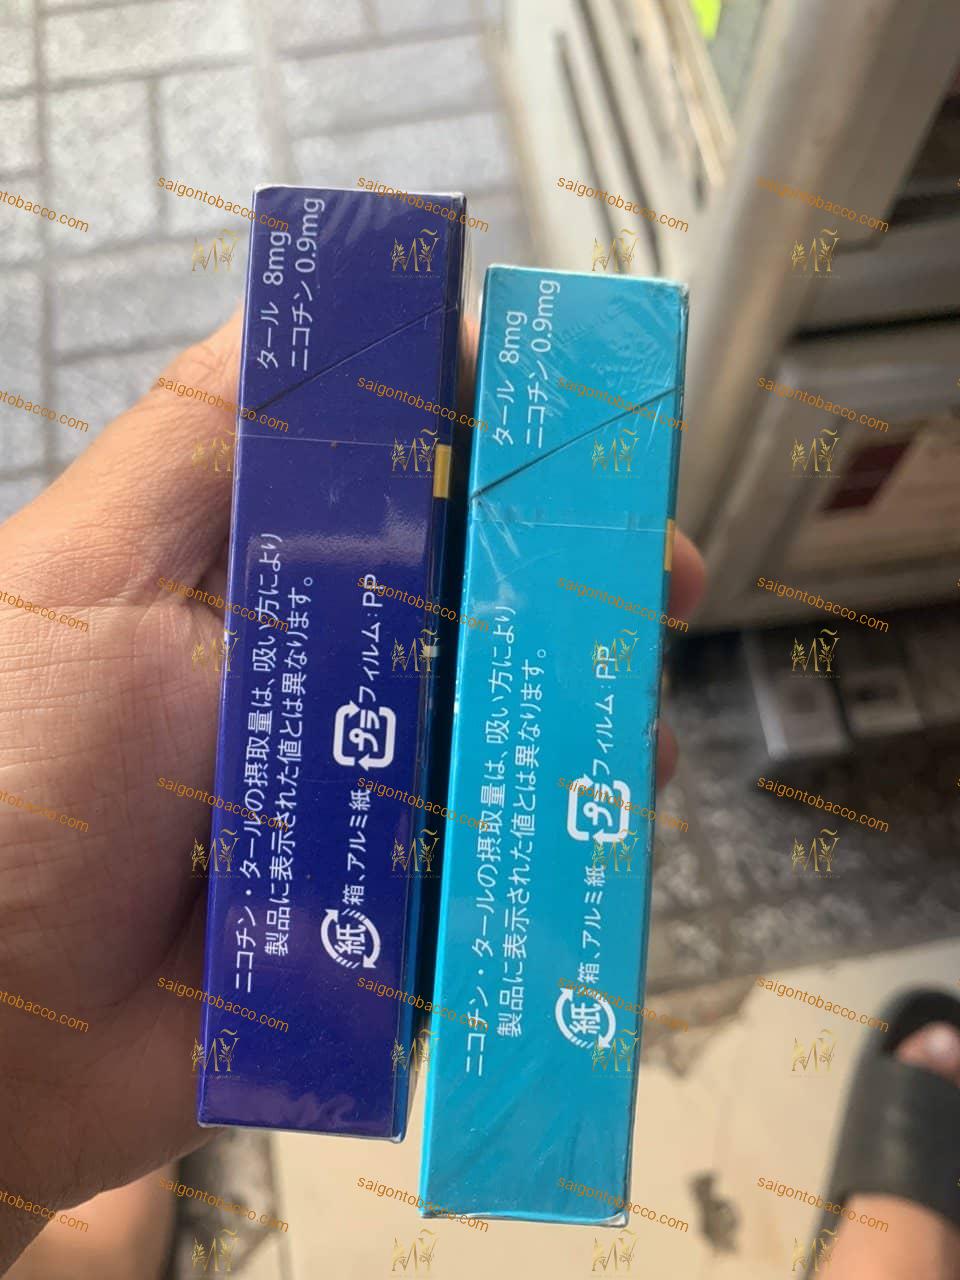 タール 8mg
ニコチン 0.9mg
ニコチン・タールの摂取量は、吸い方により
製品に表示された値とは異なります。
紙 箱、アルミ紙 プラ フィルム:PP
タール 8mg
ニコチン 0.9mg
ニコチン・タールの摂取量は、吸い方により
製品に表示された値とは異なります。
紙 箱、アルミ紙 プラ フィルム:PP
saigontobacco.com
MỸ